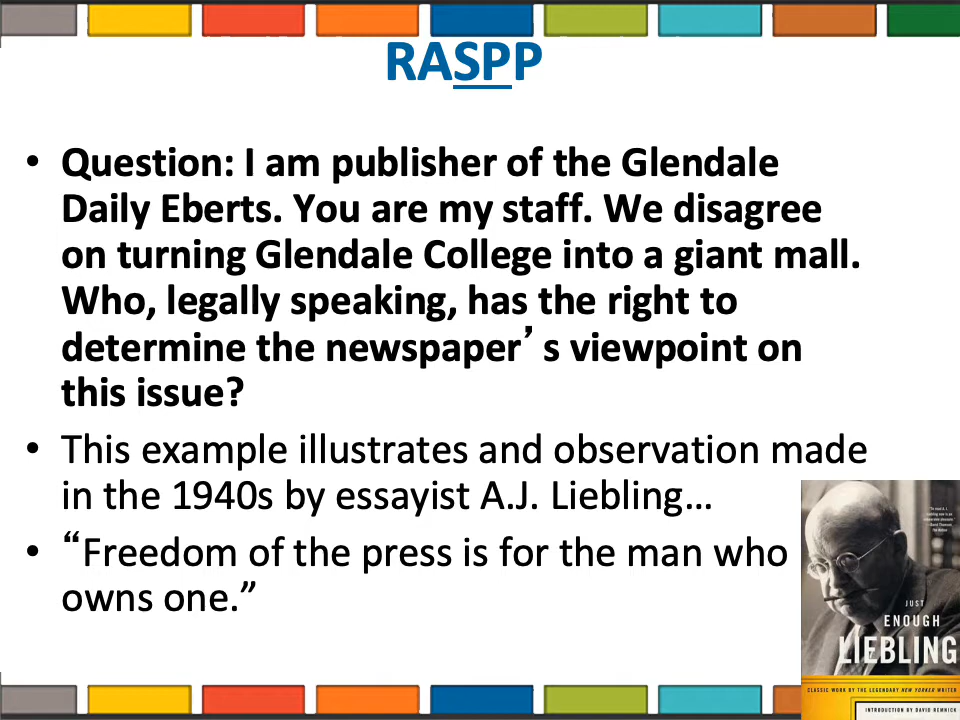 RASPP
• Question: I am publisher of the Glendale
Daily Eberts. You are my staff. We disagree
on turning Glendale College into a giant mall.
Who, legally speaking, has the right to
determine the newspaper’s viewpoint on
this issue?
• This example illustrates and observation made
in the 1940s by essayist A.J. Liebling…
• “Freedom of the press is for the man who
owns one.”
JUST
ENOUGH
LIEBLING
CLASSIC WORK BY THE LEGENDARY NEW YORKER WRITER
INTRODUCTION BY DAVID REMNICK